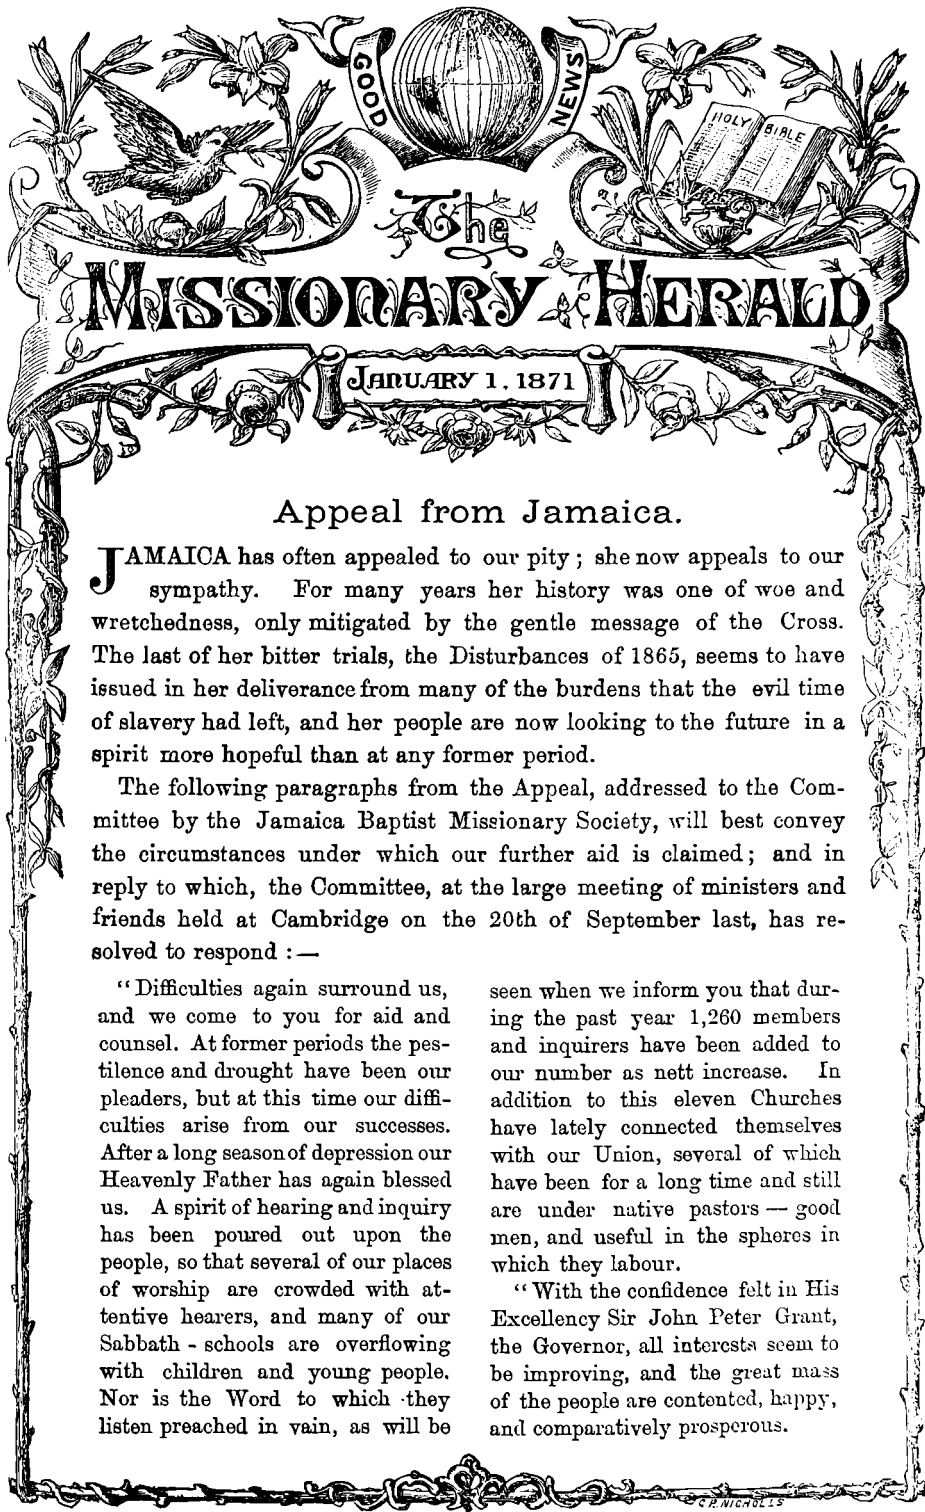 GOOD
NEWS
HOLY BIBLE
The
MISSIONARY HERALD
JANUARY 1, 1871
Appeal from Jamaica.
JAMAICA has often appealed to our pity; she now appeals to our
sympathy. For many years her history was one of woe and
wretchedness, only mitigated by the gentle message of the Cross.
The last of her bitter trials, the Disturbances of 1865, seems to have
issued in her deliverance from many of the burdens that the evil time
of slavery had left, and her people are now looking to the future in a
spirit more hopeful than at any former period.
The following paragraphs from the Appeal, addressed to the Com-
mittee by the Jamaica Baptist Missionary Society, will best convey
the circumstances under which our further aid is claimed; and in
reply to which, the Committee, at the large meeting of ministers and
friends held at Cambridge on the 20th of September last, has re-
solved to respond :—
"Difficulties again surround us,
and we come to you for aid and
counsel. At former periods the pes-
tilence and drought have been our
pleaders, but at this time our diffi-
culties arise from our successes.
After a long season of depression our
Heavenly Father has again blessed
us. A spirit of hearing and inquiry
has been poured out upon the
people, so that several of our places
of worship are crowded with at-
tentive hearers, and many of our
Sabbath-schools are overflowing
with children and young people.
Nor is the Word to which they
listen preached in vain, as will be
seen when we inform you that dur-
ing the past year 1,260 members
and inquirers have been added to
our number as nett increase. In
addition to this eleven Churches
have lately connected themselves
with our Union, several of which
have been for a long time and still
are under native pastors — good
men, and useful in the spheres in
which they labour.
"With the confidence felt in His
Excellency Sir John Peter Grant,
the Governor, all interests seem to
be improving, and the great mass
of the people are contented, happy,
and comparatively prosperous.
C.P. NICHOLLS